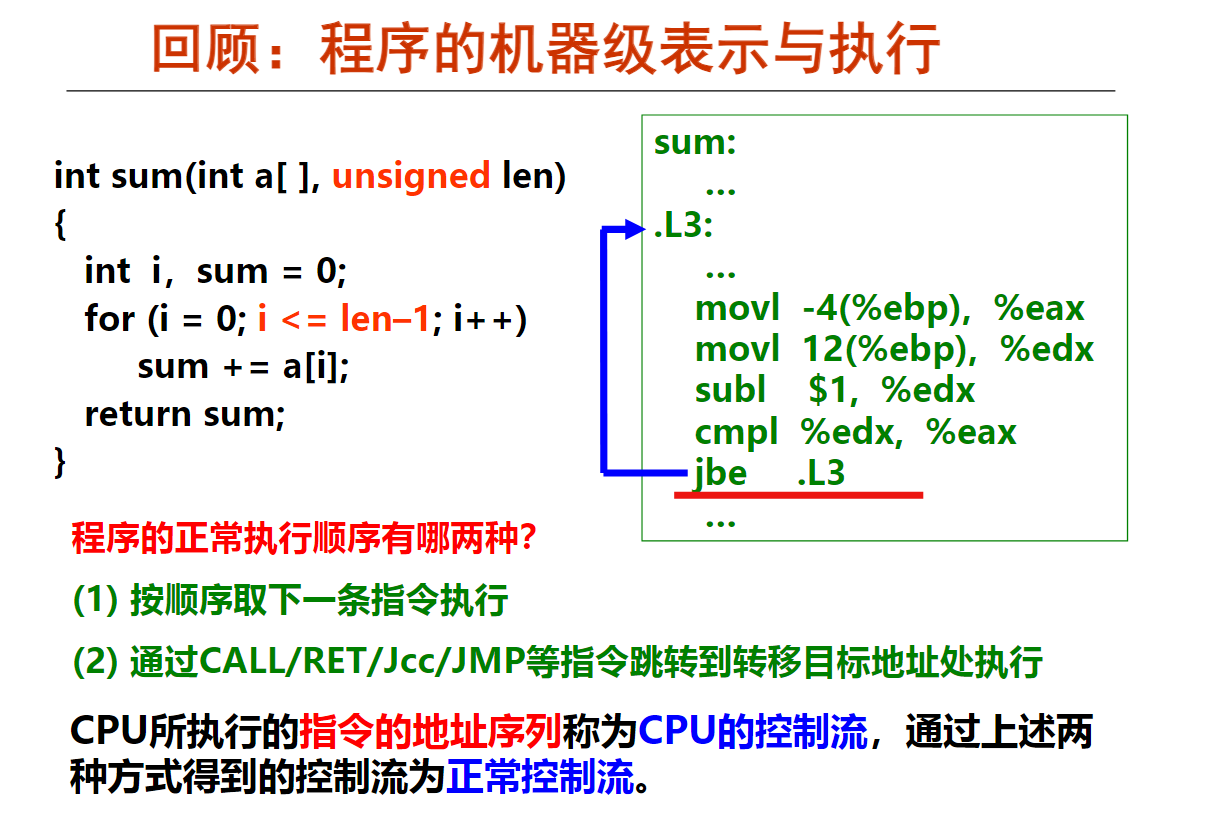 回顾：程序的机器级表示与执行
int sum(int a[ ], unsigned len)
{
int i，sum = 0;
for (i = 0; i <= len–1; i++)
sum += a[i];
return sum;
}
sum:
...
.L3:
...
movl -4(%ebp), %eax
movl 12(%ebp), %edx
subl $1, %edx
cmpl %edx, %eax
jbe .L3
...
程序的正常执行顺序有哪两种？
(1) 按顺序取下一条指令执行
(2) 通过CALL/RET/Jcc/JMP等指令跳转到转移目标地址处执行
CPU所执行的指令的地址序列称为CPU的控制流，通过上述两
种方式得到的控制流为正常控制流。